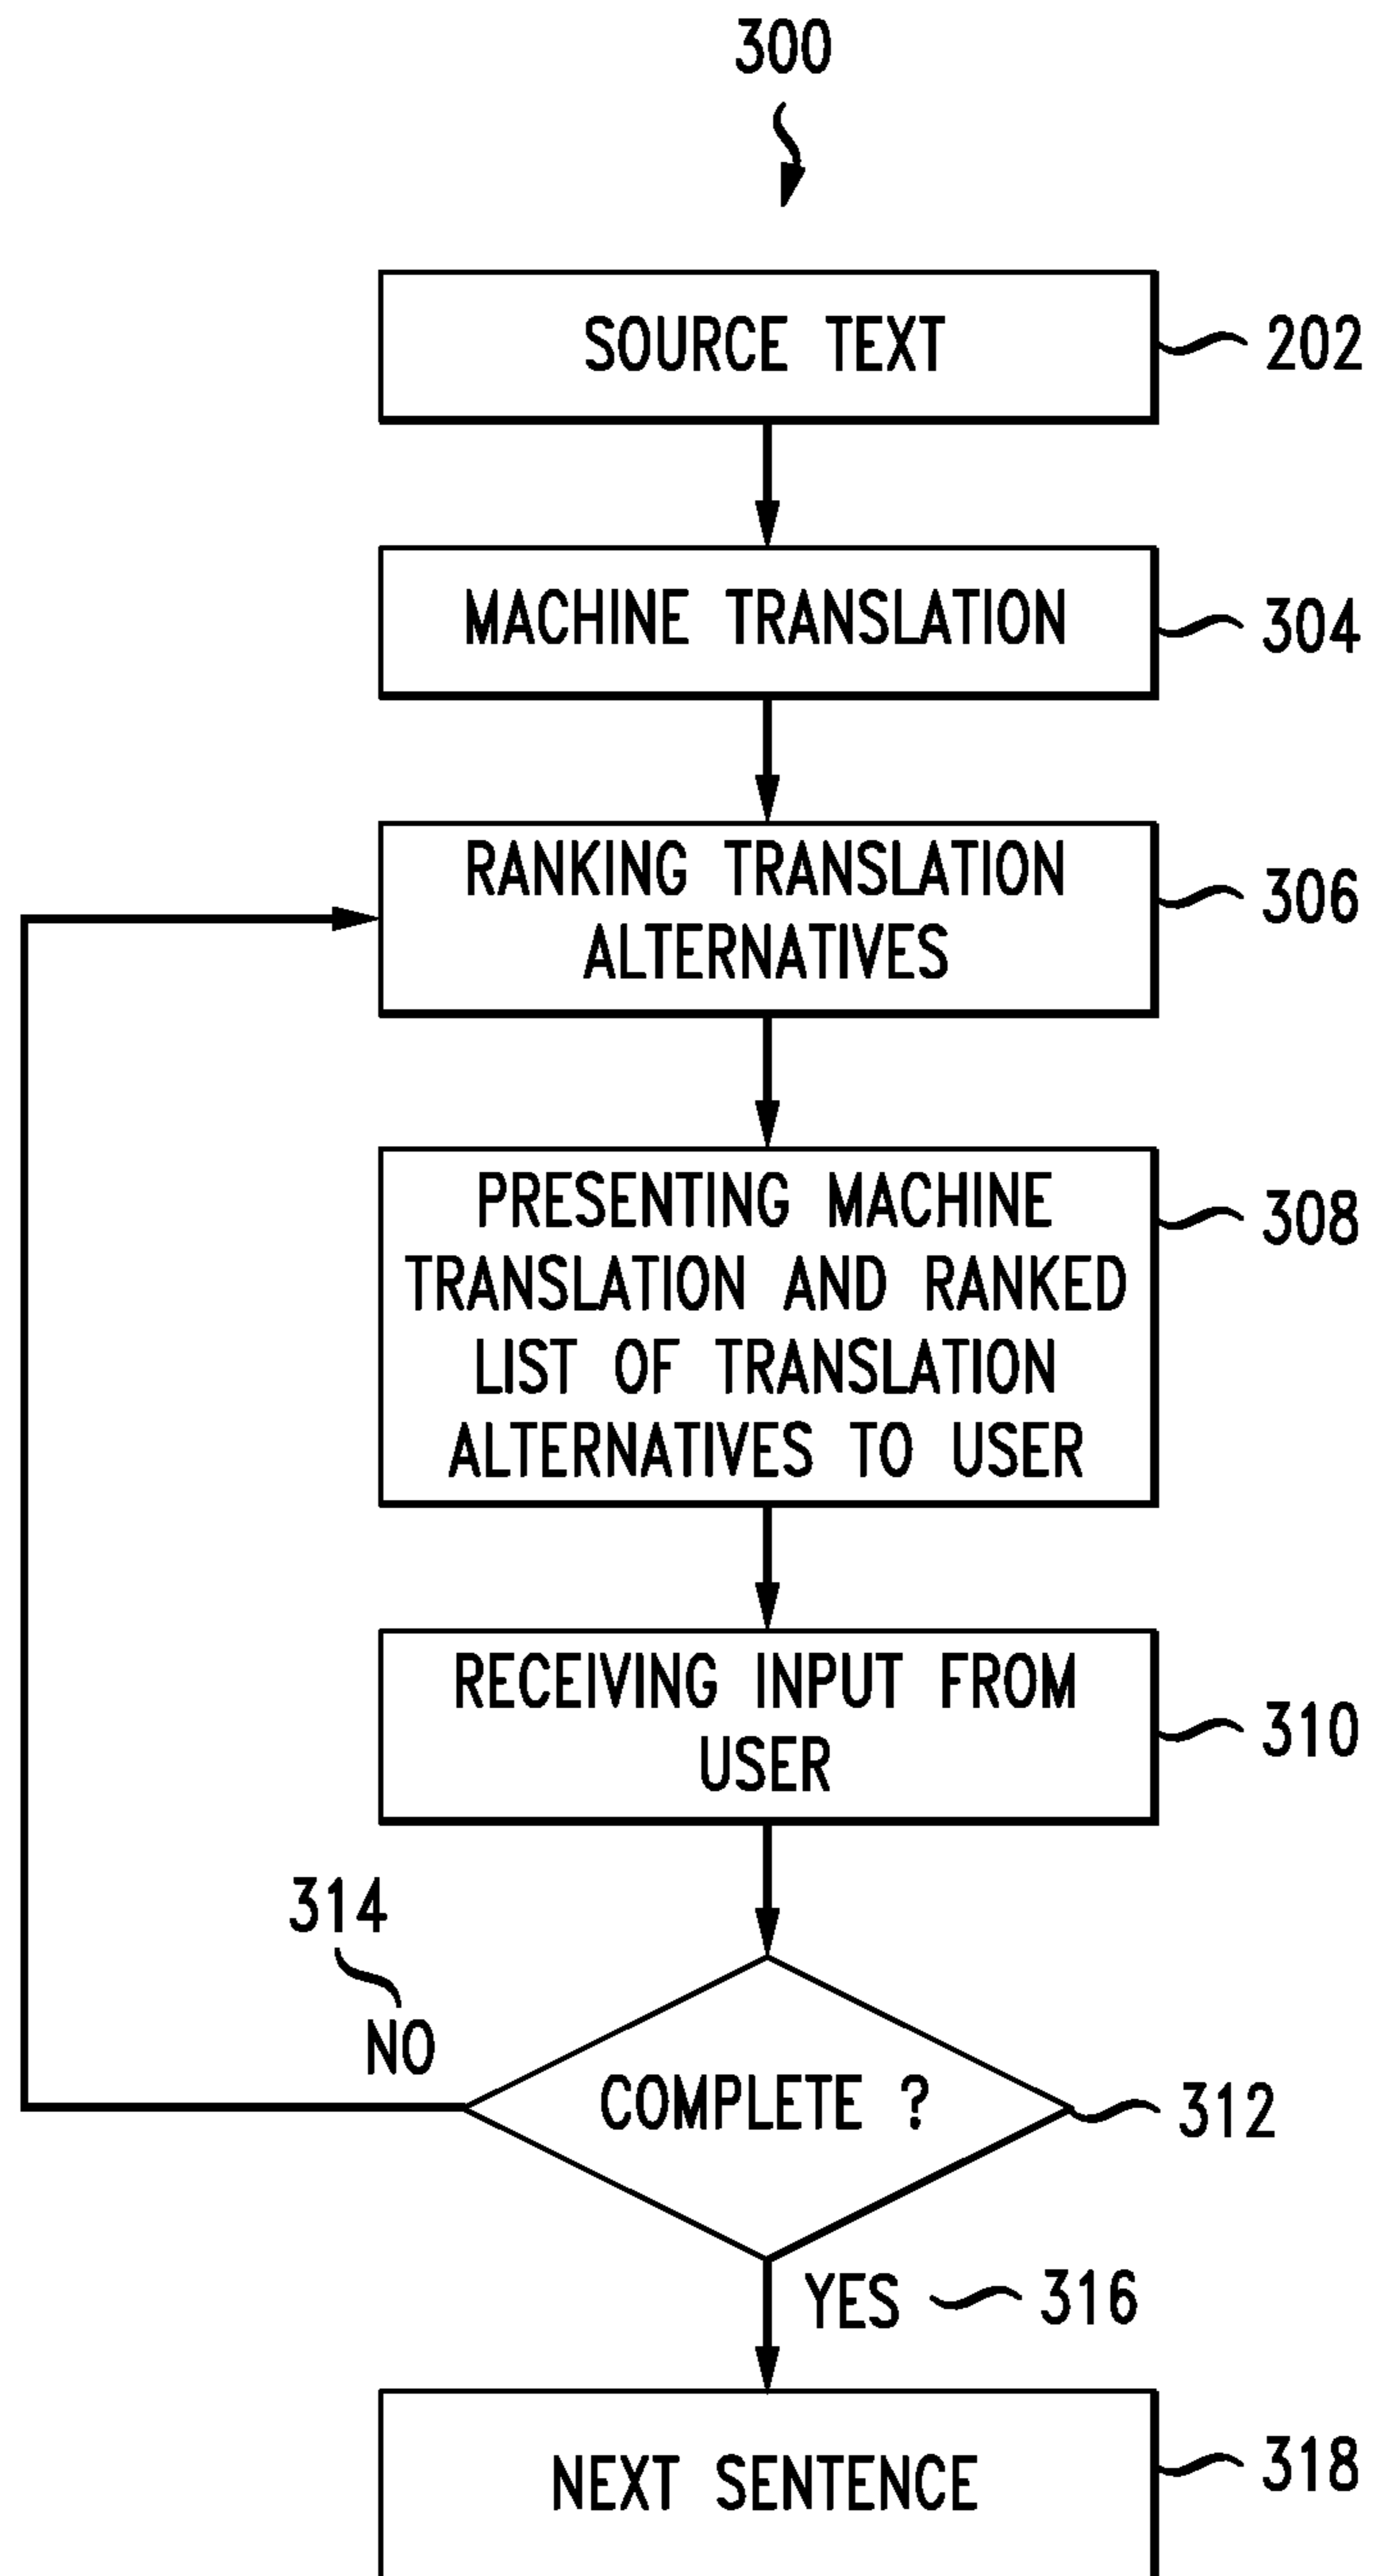 300
SOURCE TEXT
202
MACHINE TRANSLATION
304
RANKING TRANSLATION
ALTERNATIVES
306
PRESENTING MACHINE
TRANSLATION AND RANKED
LIST OF TRANSLATION
ALTERNATIVES TO USER
308
RECEIVING INPUT FROM
USER
310
314
NO
COMPLETE ?
312
YES
316
NEXT SENTENCE
318